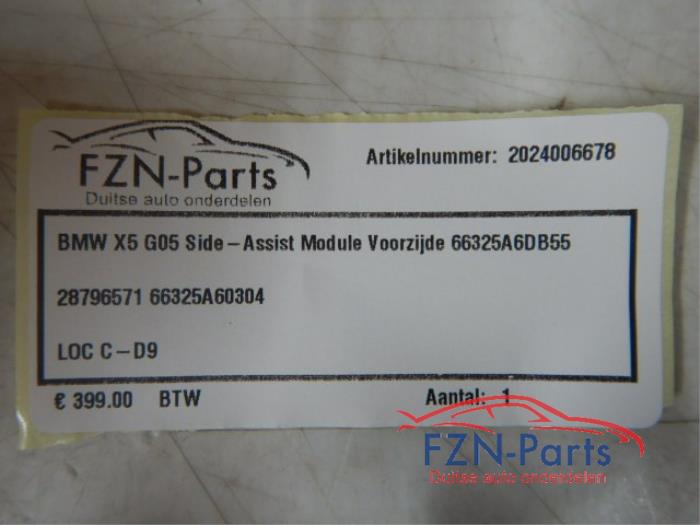 FZN-Parts
Duitse auto onderdelen
Artikelnummer: 2024006678
BMW X5 G05 Side-Assist Module Voorzijde 66325A6DB55
28796571 66325A60304
LOC C-D9
€ 399.00 BTW
Aantal: 1
FZN-Parts
Duitse auto onderdelen